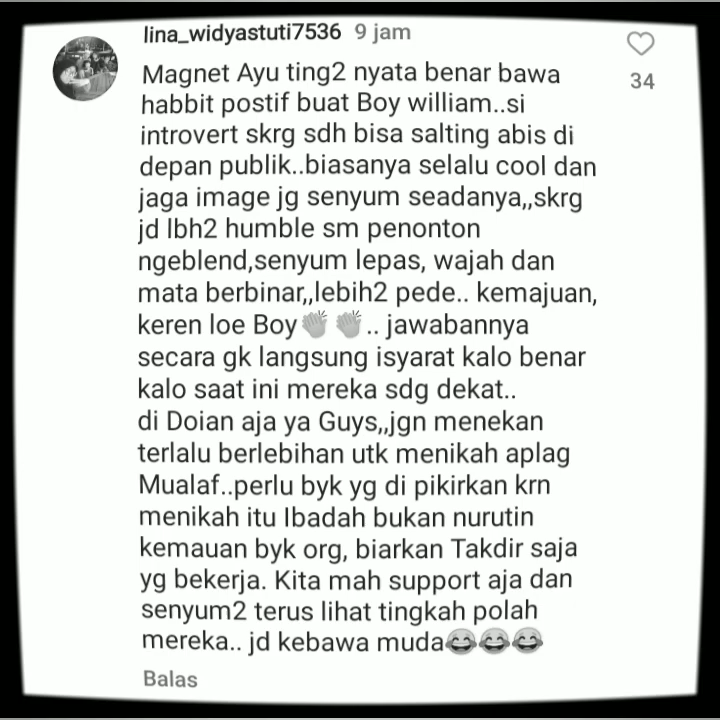 lina_widyastuti7536 9 jam
34
Magnet Ayu ting2 nyata benar bawa
habbit postif buat Boy william..si
introvert skrg sdh bisa salting abis di
depan publik..biasanya selalu cool dan
jaga image jg senyum seadanya,,skrg
jd lbh2 humble sm penonton
ngeblend,senyum lepas, wajah dan
mata berbinar,,lebih2 pede.. kemajuan,
keren loe Boy👏👏.. jawabannya
secara gk langsung isyarat kalo benar
kalo saat ini mereka sdg dekat..
di Doian aja ya Guys,,jgn menekan
terlalu berlebihan utk menikah aplag
Mualaf..perlu byk yg di pikirkan krn
menikah itu Ibadah bukan nurutin
kemauan byk org, biarkan Takdir saja
yg bekerja. Kita mah support aja dan
senyum2 terus lihat tingkah polah
mereka.. jd kebawa muda😂😂😂
Balas